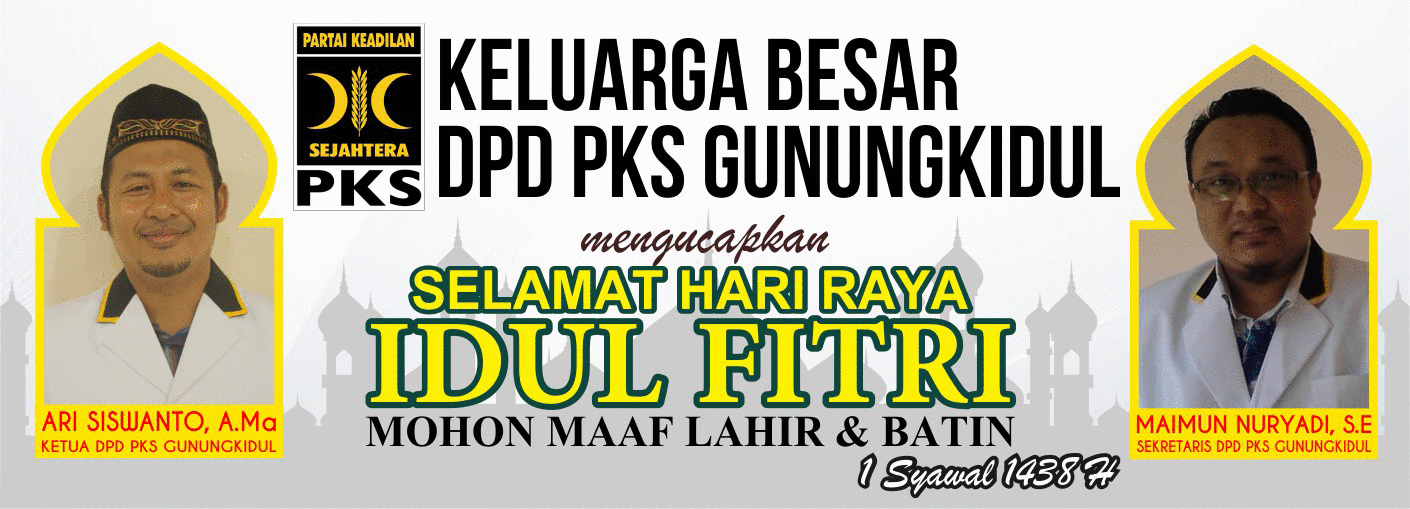 PARTAI KEADILAN
SEJAHTERA
PKS
KELUARGA BESAR
DPD PKS GUNUNGKIDUL
mengucapkan
SELAMAT HARI RAYA
IDUL FITRI
MOHON MAAF LAHIR & BATIN
1 Syawal 1438 H
ARI SISWANTO, A.Ma
KETUA DPD PKS GUNUNGKIDUL
MAIMUN NURYADI, S.E
SEKRETARIS DPD PKS GUNUNGKIDUL